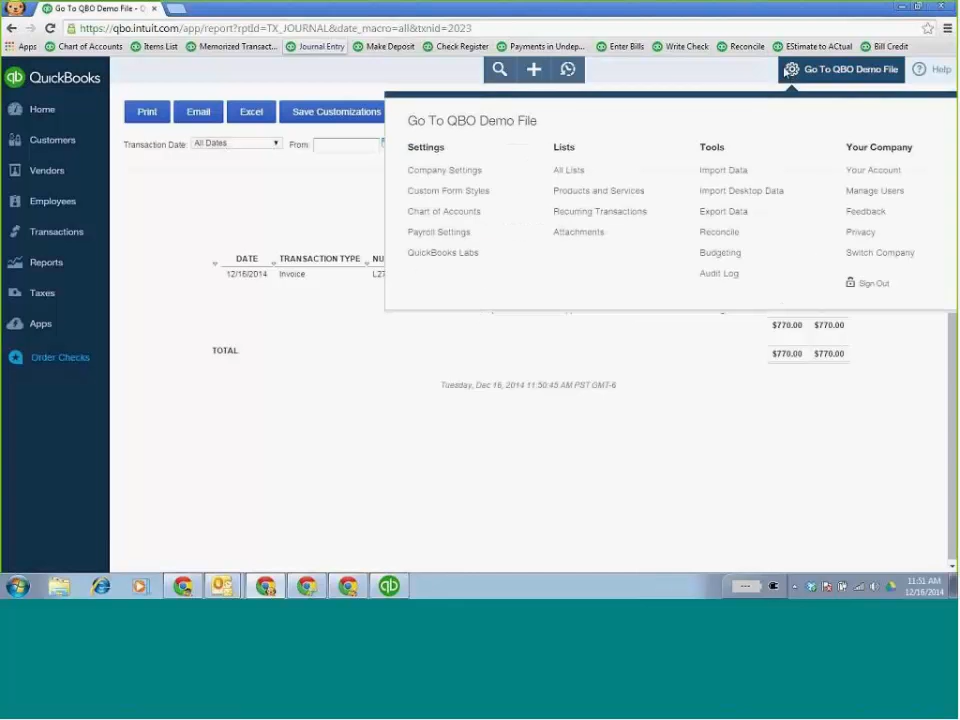 Go To QBO Demo File - Q
https://qbo.intuit.com/app/report?rptId=TX_JOURNAL&date_macro=all&txnid=2023
Apps Chart of Accounts Items List Memorized Transact... Journal Entry Make Deposit Check Register Payments in Undep... Enter Bills Write Check Reconcile EStimate to ACtual Bill Credit
qb QuickBooks
Go To QBO Demo File ? Help
Home
Customers
Vendors
Employees
Transactions
Reports
Taxes
Apps
Order Checks
Print Email Excel Save Customizations
Transaction Date: All Dates From:
DATE TRANSACTION TYPE NU
12/16/2014 Invoice L27
$770.00 $770.00
TOTAL $770.00 $770.00
Tuesday, Dec 16, 2014 11:50:45 AM PST GMT-6
Go To QBO Demo File
Settings
Company Settings
Custom Form Styles
Chart of Accounts
Payroll Settings
QuickBooks Labs
Lists
All Lists
Products and Services
Recurring Transactions
Attachments
Tools
Import Data
Import Desktop Data
Export Data
Reconcile
Budgeting
Audit Log
Your Company
Your Account
Manage Users
Feedback
Privacy
Switch Company
Sign Out
qb
11:51 AM
12/16/2014